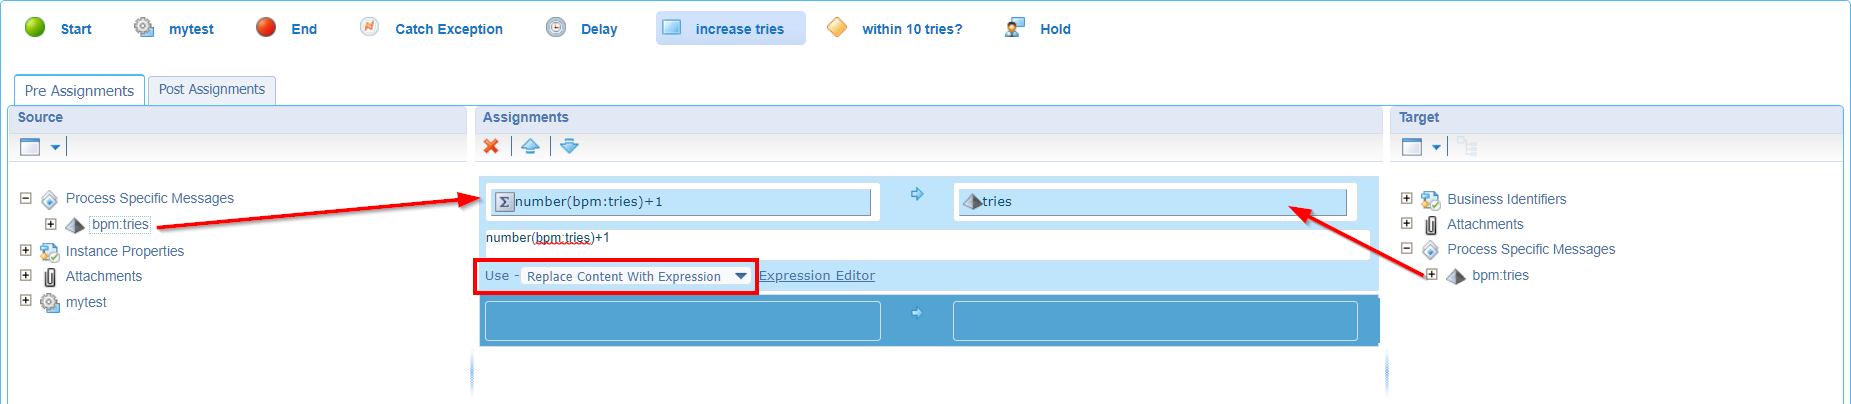 Start mytest End Catch Exception Delay increase tries within 10 tries? Hold
Pre Assignments Post Assignments
Source Assignments Target
Process Specific Messages
bpm:tries
Instance Properties
Attachments
mytest
Σ number(bpm:tries)+1 tries
number(bpm:tries)+1
Use - Replace Content With Expression Expression Editor
Business Identifiers
Attachments
Process Specific Messages
bpm:tries